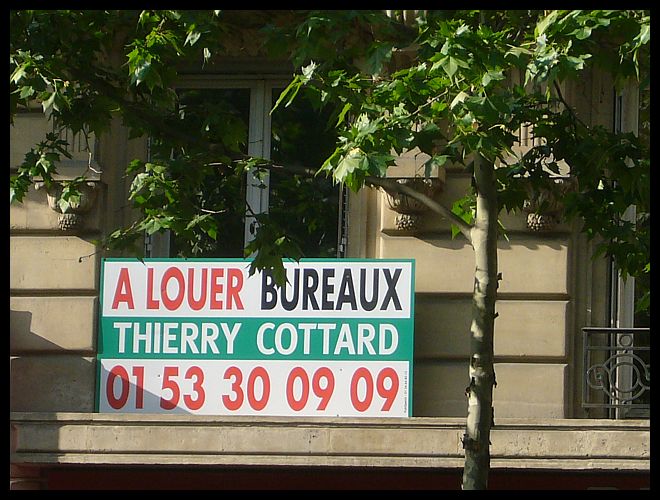 A LOUER BUREAUX
THIERRY COTTARD
01 53 30 09 09